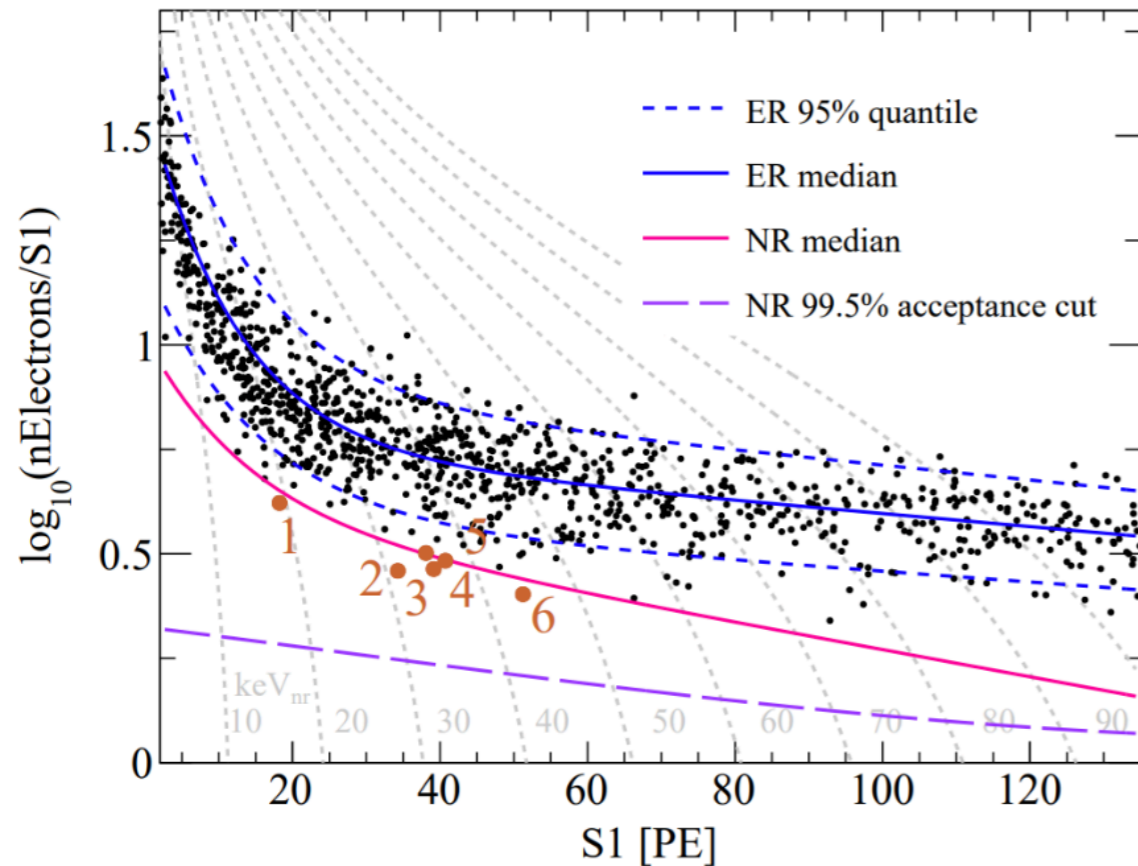 1.5
1
0.5
0
log₁₀(nElectrons/S1)
ER 95% quantile
ER median
NR median
NR 99.5% acceptance cut
1
2
3
4
5
6
keVₙᵣ
10 20 30 40 50 60 70 80 90
20 40 60 80 100 120
S1 [PE]